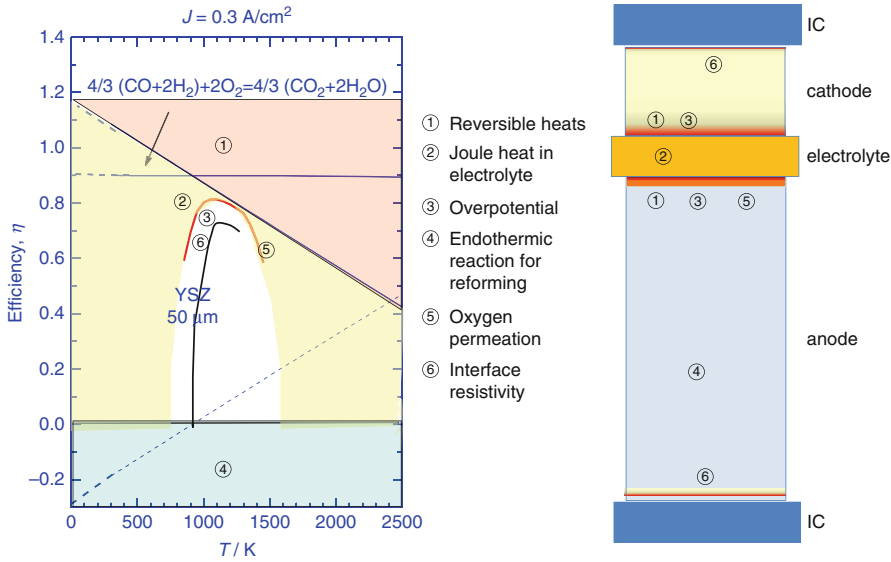 J = 0.3 A/cm²
1.4
1.2
1.0
0.8
0.6
0.4
0.2
0.0
−0.2
Efficiency, η
4/3 (CO+2H₂)+2O₂=4/3 (CO₂+2H₂O)
①
②
③
⑥
⑤
YSZ
50 μm
④
0
500
1000
1500
2000
2500
T / K
① Reversible heats
② Joule heat in
electrolyte
③ Overpotential
④ Endothermic
reaction for
reforming
⑤ Oxygen
permeation
⑥ Interface
resistivity
IC
⑥
cathode
① ③
② electrolyte
① ③ ⑤
anode
④
⑥
IC